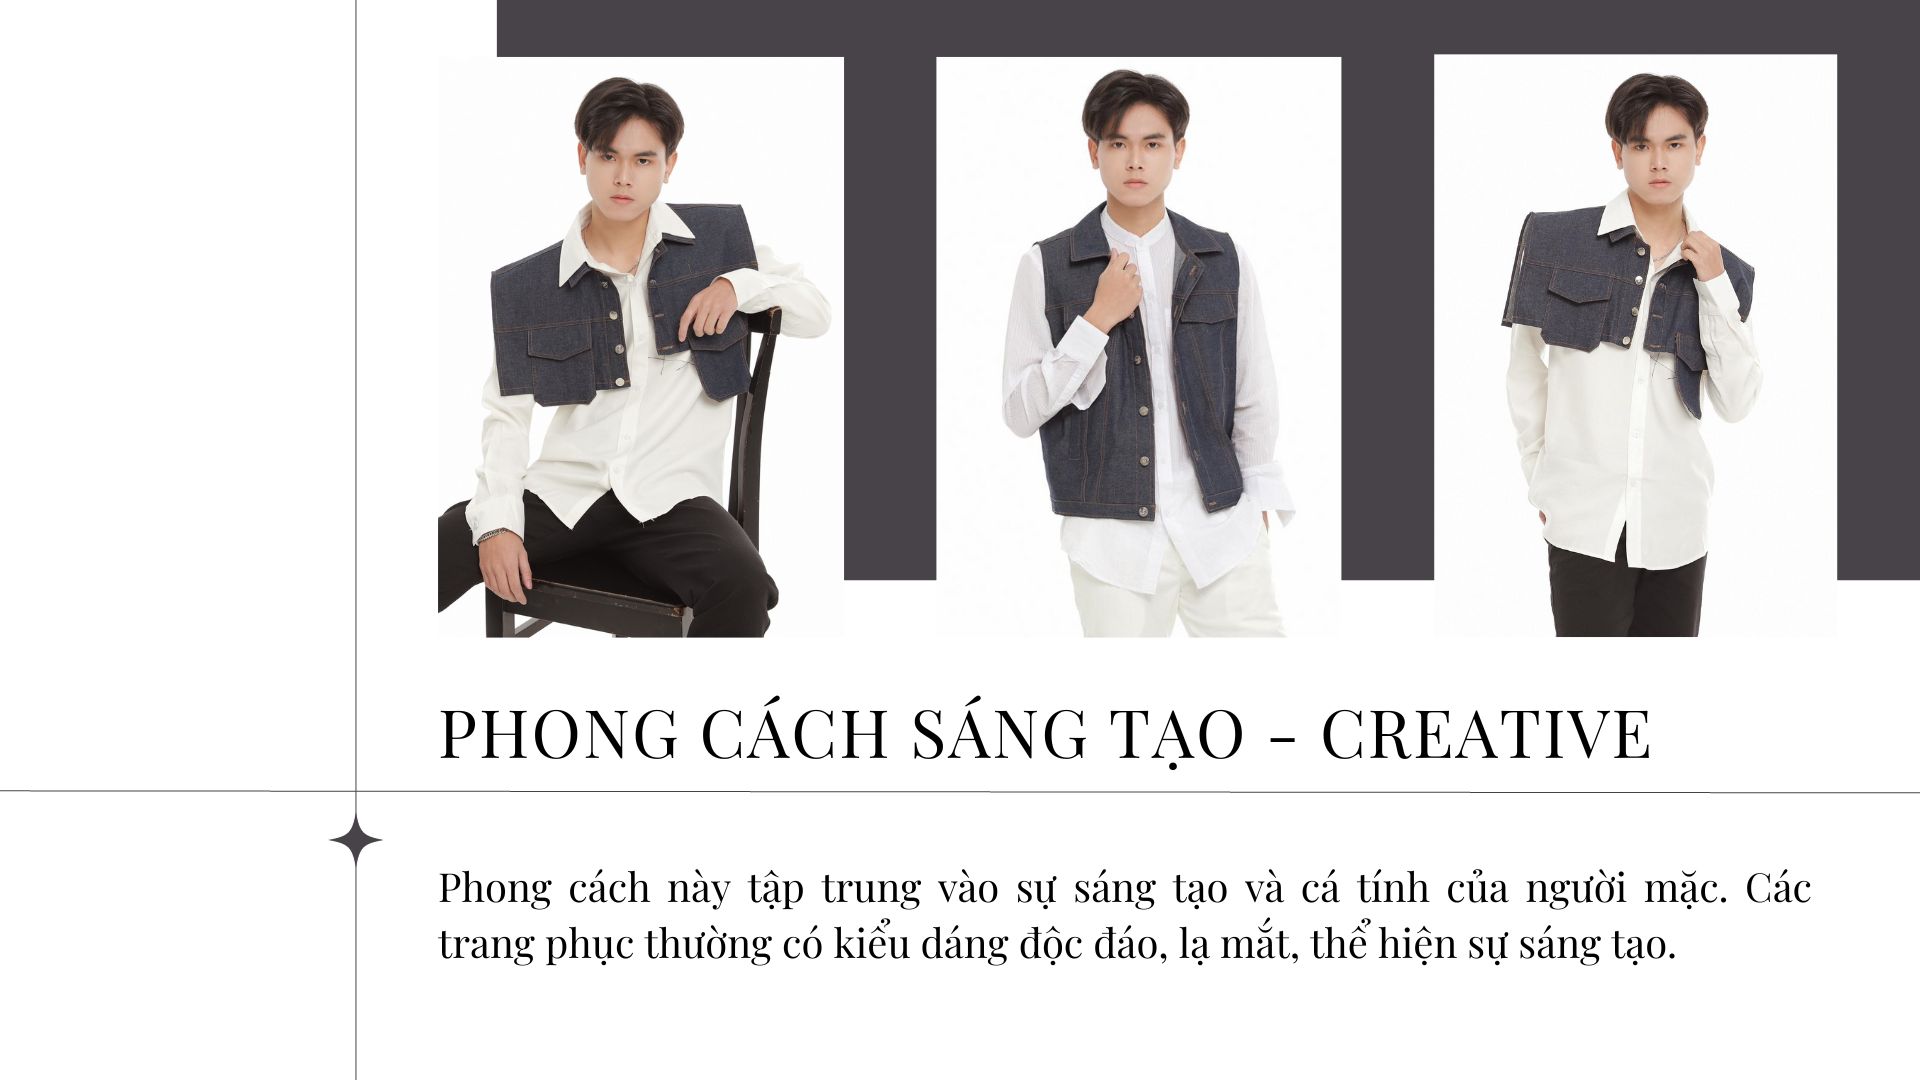 PHONG CÁCH SÁNG TẠO - CREATIVE
Phong cách này tập trung vào sự sáng tạo và cá tính của người mặc. Các
trang phục thường có kiểu dáng độc đáo, lạ mắt, thể hiện sự sáng tạo.